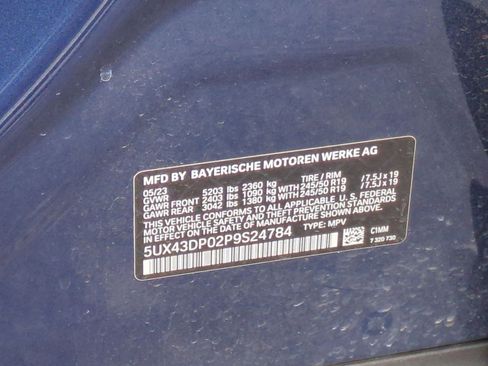 MFD BY BAYERISCHE MOTOREN WERKE AG
05/23 5203 lbs 2360 kg TIRE / RIM
GVWR
GAWR FRONT 2403 lbs 1090 kg WITH 245/50 R19 / 7.5J x 19
GAWR REAR 3042 lbs 1380 kg WITH 245/50 R19 / 7.5J x 19
THIS VEHICLE CONFORMS TO ALL APPLICABLE U.S. FEDERAL
MOTOR VEHICLE SAFETY AND THEFT PREVENTION STANDARDS
IN EFFECT ON THE DATE OF MANUFACTURE SHOWN ABOVE.
5UX43DP02P9S24784 TYPE: MPV
C1MM
7 320 730